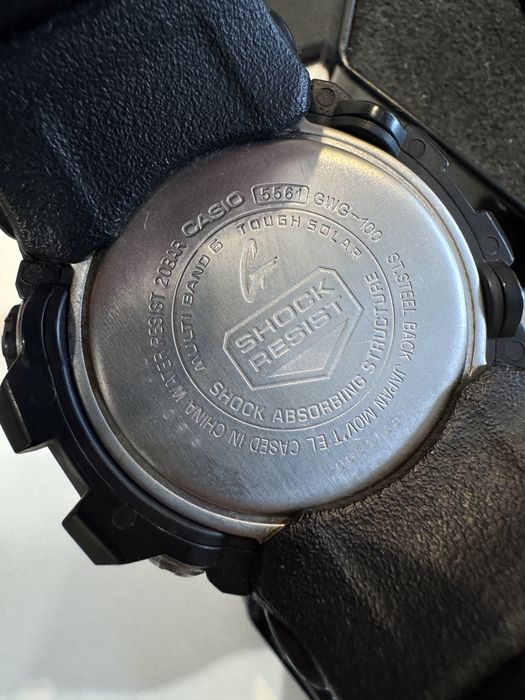 CASIO 5561 GWG-100 ST.STEEL BACK JAPAN MOV'T EL CASED IN CHINA WATER RESIST 20BAR
MULTI BAND 6 TOUGH SOLAR
G
SHOCK
RESIST
SHOCK ABSORBING STRUCTURE